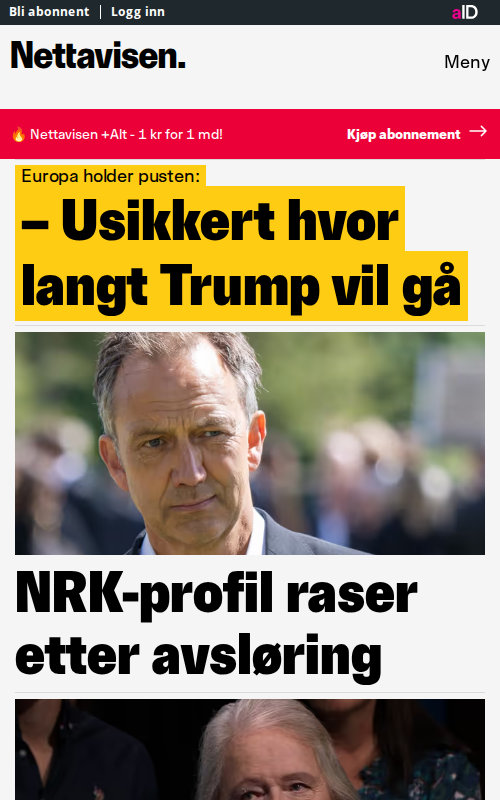 Bli abonnent | Logg inn
aID
Nettavisen.
Meny
🔥 Nettavisen +Alt - 1 kr for 1 md!
Kjøp abonnement →
Europa holder pusten:
– Usikkert hvor
langt Trump vil gå
NRK-profil raser
etter avsløring